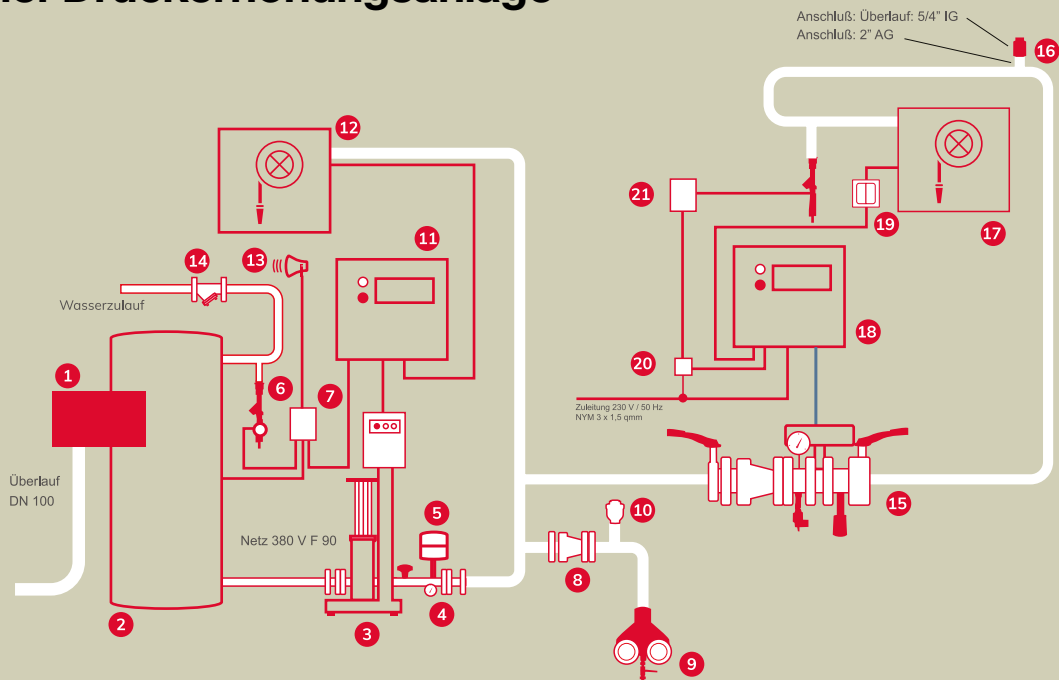 Anschluß: Überlauf: 5/4" IG
Anschluß: 2" AG
16
12
21
19
17
11
13
14
Wasserzulauf
18
20
1
6
7
Zuleitung 230 V / 50 Hz
NYM 3 x 1,5 qmm
Überlauf
DN 100
5
15
10
Netz 380 V F 90
8
4
2
3
9